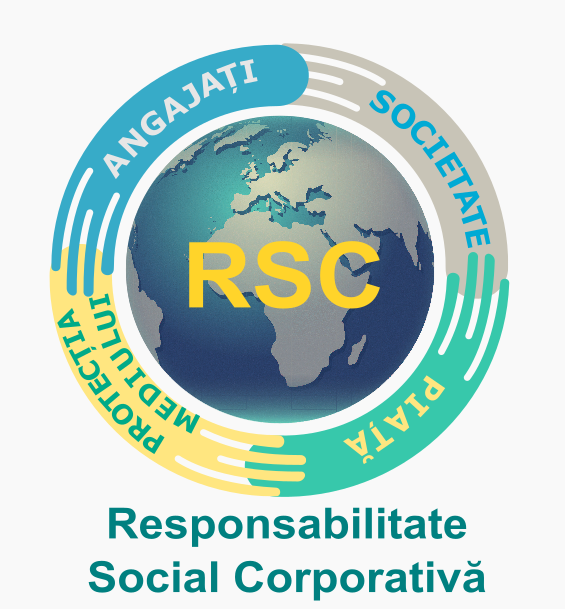 ANGAJAȚI
SOCIETATE
PIAȚĂ
PROTECȚIA
MEDIULUI
RSC
Responsabilitate
Social Corporativă